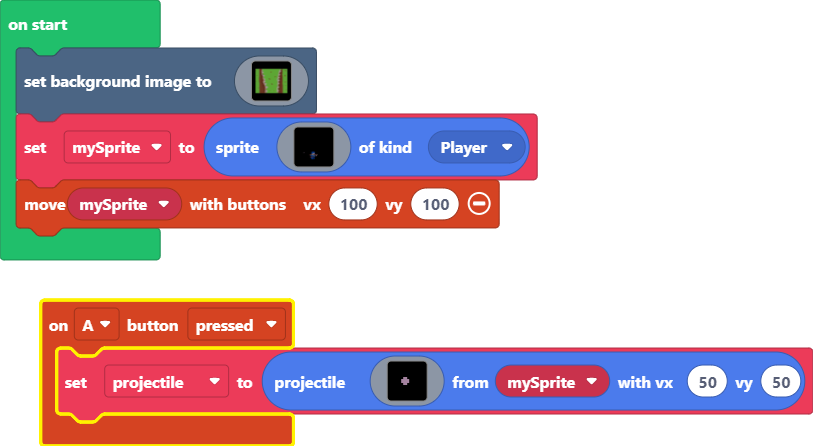 on start
set background image to
set mySprite to sprite of kind Player
move mySprite with buttons vx 100 vy 100
on A button pressed
set projectile to projectile from mySprite with vx 50 vy 50